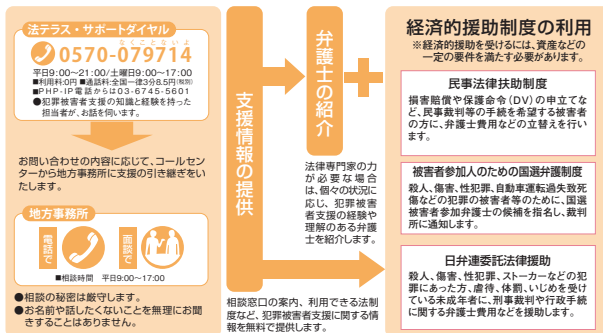 法テラス・サポートダイヤル
なくことないよ
0570-079714
平日9:00～21:00/土曜日9:00～17:00
■利用料:0円 ■通話料:全国一律3分8.5円(税別)
■PHP・IP電話からは03-6745-5601
●犯罪被害者支援の知識と経験を持った
担当者が、お話を伺います。
お問い合わせの内容に応じて、コールセン
ターから地方事務所に支援の引き継ぎをい
たします。
地方事務所
電話で
面談で
■相談時間 平日9:00～17:00
●相談の秘密は厳守します。
●お名前や話したくないことを無理にお聞
きすることはありません。
支援情報の提供
相談窓口の案内、利用できる法制
度など、犯罪被害者支援に関する情
報を無料で提供します。
弁護士の紹介
法律専門家の力
が必要な場合
は、個々の状況に
応じ、犯罪被害
者支援の経験や
理解のある弁護
士を紹介します。
経済的援助制度の利用
※経済的援助を受けるには、資産などの
一定の要件を満たす必要があります。
民事法律扶助制度
損害賠償や保護命令(DV)の申立てな
ど、民事裁判等の手続を希望する被害者
の方に、弁護士費用などの立替えを行い
ます。
被害者参加人のための国選弁護制度
殺人、傷害、性犯罪、自動車運転過失致死
傷などの犯罪の被害者等のために、国選
被害者参加弁護士の候補を指名し、裁判
所に通知します。
日弁連委託法律援助
殺人、傷害、性犯罪、ストーカーなどの犯
罪にあった方、虐待、体罰、いじめを受け
ている未成年者に、刑事裁判や行政手続
に関する弁護士費用などを援助します。